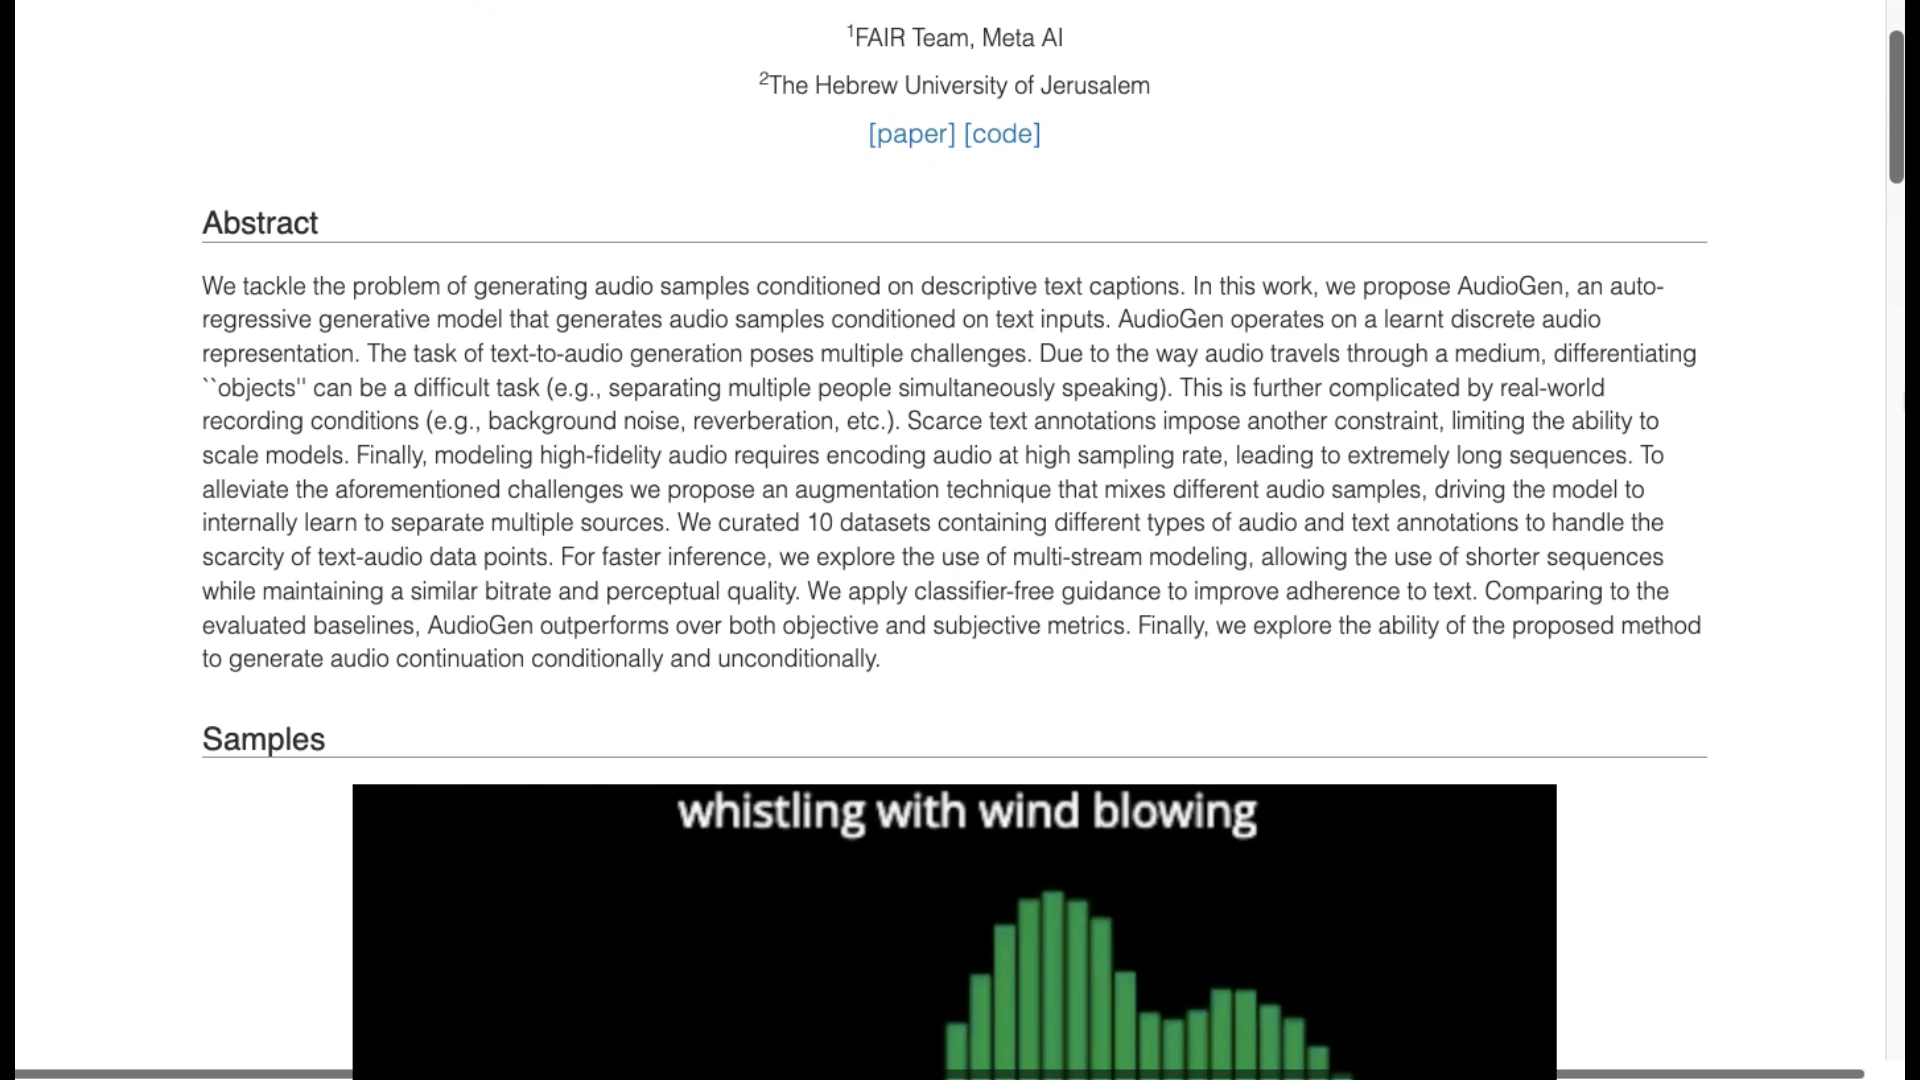 ¹FAIR Team, Meta AI
²The Hebrew University of Jerusalem
[paper] [code]
Abstract
We tackle the problem of generating audio samples conditioned on descriptive text captions. In this work, we propose AudioGen, an auto-
regressive generative model that generates audio samples conditioned on text inputs. AudioGen operates on a learnt discrete audio
representation. The task of text-to-audio generation poses multiple challenges. Due to the way audio travels through a medium, differentiating
``objects'' can be a difficult task (e.g., separating multiple people simultaneously speaking). This is further complicated by real-world
recording conditions (e.g., background noise, reverberation, etc.). Scarce text annotations impose another constraint, limiting the ability to
scale models. Finally, modeling high-fidelity audio requires encoding audio at high sampling rate, leading to extremely long sequences. To
alleviate the aforementioned challenges we propose an augmentation technique that mixes different audio samples, driving the model to
internally learn to separate multiple sources. We curated 10 datasets containing different types of audio and text annotations to handle the
scarcity of text-audio data points. For faster inference, we explore the use of multi-stream modeling, allowing the use of shorter sequences
while maintaining a similar bitrate and perceptual quality. We apply classifier-free guidance to improve adherence to text. Comparing to the
evaluated baselines, AudioGen outperforms over both objective and subjective metrics. Finally, we explore the ability of the proposed method
to generate audio continuation conditionally and unconditionally.
Samples
whistling with wind blowing